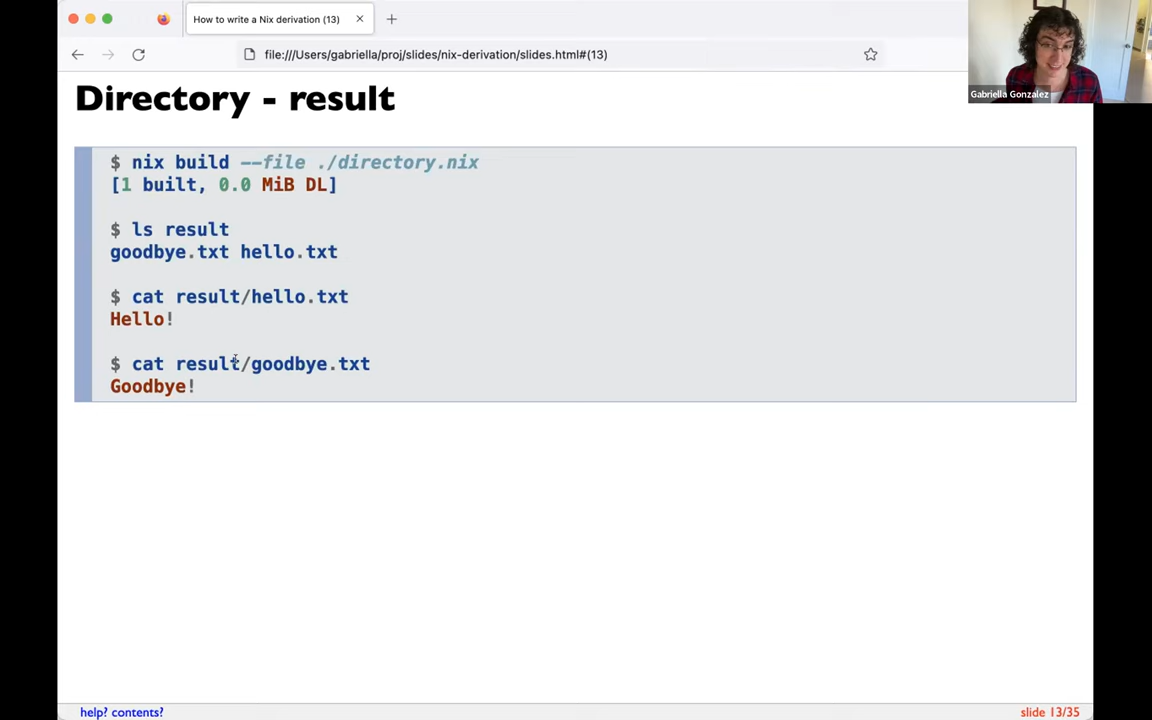 How to write a Nix derivation (13)
file:///Users/gabriella/proj/slides/nix-derivation/slides.html#(13)
Gabriella Gonzalez
Directory - result
$ nix build --file ./directory.nix
[1 built, 0.0 MiB DL]
$ ls result
goodbye.txt hello.txt
$ cat result/hello.txt
Hello!
$ cat result/goodbye.txt
Goodbye!
help? contents?
slide 13/35